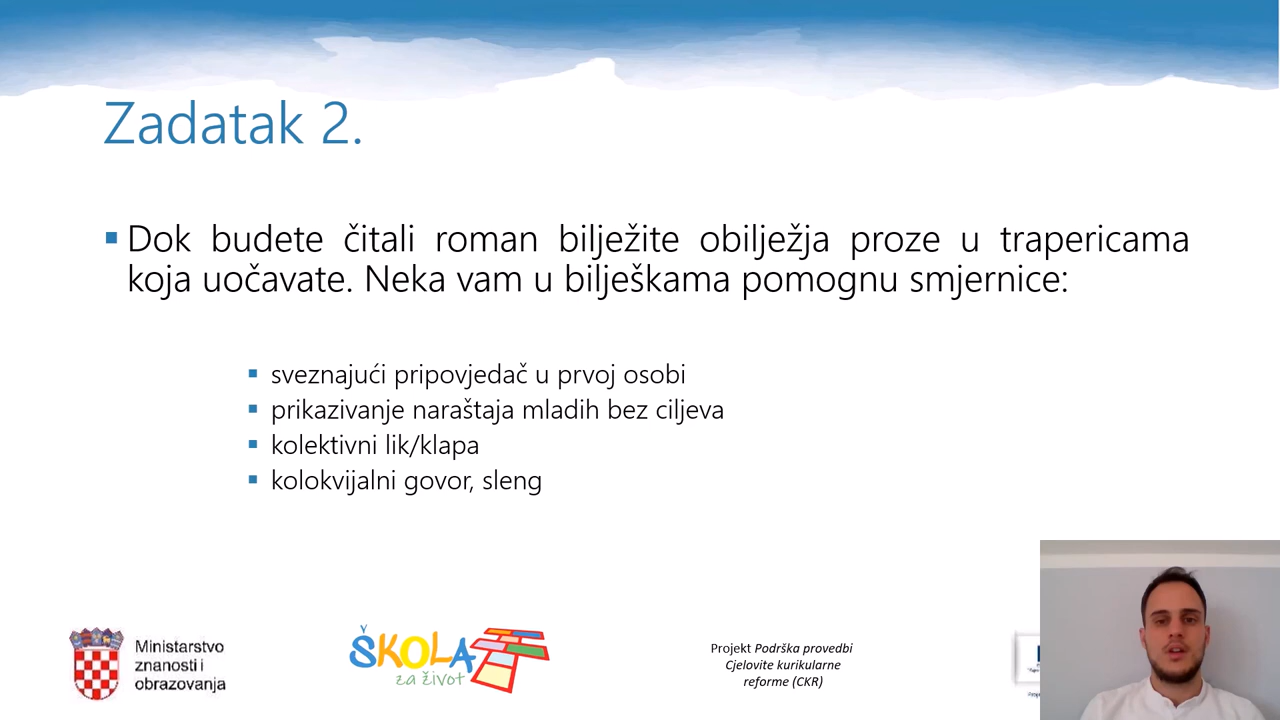 Zadatak 2.
Dok budete čitali roman bilježite obilježja proze u trapericama
koja uočavate. Neka vam u bilješkama pomognu smjernice:
sveznajući pripovjedač u prvoj osobi
prikazivanje naraštaja mladih bez ciljeva
kolektivni lik/klapa
kolokvijalni govor, sleng
Ministarstvo
znanosti i
obrazovanja
ŠKOLA
za život
Projekt Podrška provedbi
Cjelovite kurikularne
reforme (CKR)